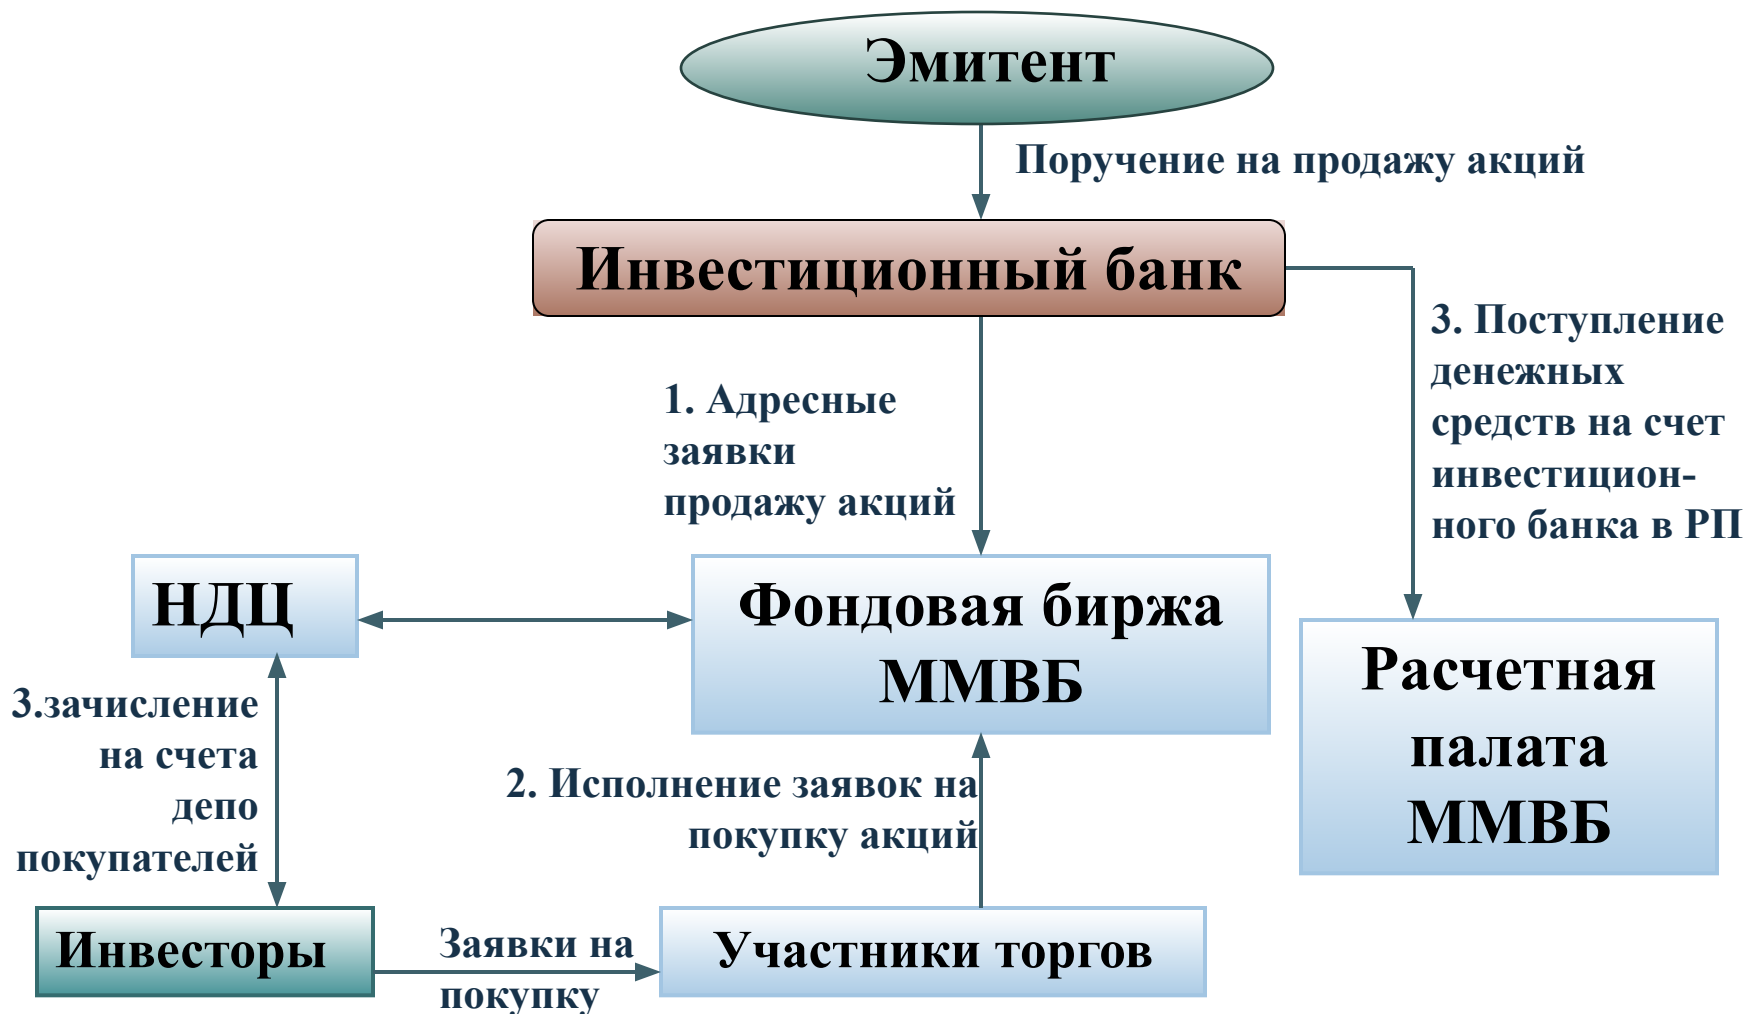 Эмитент
Поручение на продажу акций
Инвестиционный банк
3. Поступление
денежных
средств на счет
инвестицион-
ного банка в РП
1. Адресные
заявки
продажу акций
НДЦ
Фондовая биржа
ММВБ
Расчетная
палата
ММВБ
3.зачисление
на счета
депо
покупателей
2. Исполнение заявок на
покупку акций
Инвесторы
Заявки на
покупку
Участники торгов